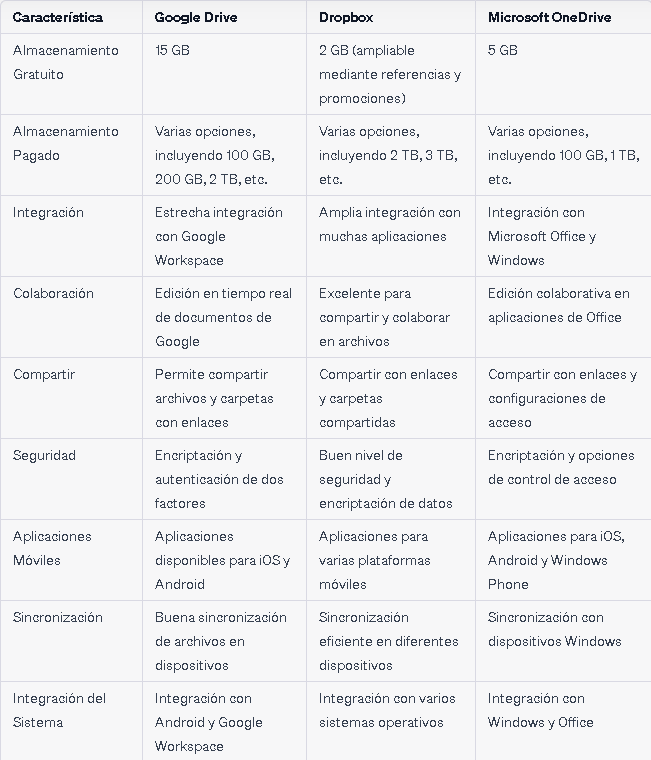 Característica Google Drive Dropbox Microsoft OneDrive
Almacenamiento Gratuito
15 GB
2 GB (ampliable
mediante referencias y
promociones)
5 GB
Almacenamiento
Pagado
Varias opciones,
incluyendo 100 GB,
200 GB, 2 TB, etc.
Varias opciones,
incluyendo 2 TB, 3 TB,
etc.
Varias opciones,
incluyendo 100 GB, 1 TB,
etc.
Integración
Estrecha integración
con Google
Workspace
Amplia integración con
muchas aplicaciones
Integración con
Microsoft Office y
Windows
Colaboración
Edición en tiempo real
de documentos de
Google
Excelente para
compartir y colaborar
en archivos
Edición colaborativa en
aplicaciones de Office
Compartir
Permite compartir
archivos y carpetas
con enlaces
Compartir con enlaces
y carpetas
compartidas
Compartir con enlaces y
configuraciones de
acceso
Seguridad
Encriptación y
autenticación de dos
factores
Buen nivel de
seguridad y
encriptación de datos
Encriptación y opciones
de control de acceso
Aplicaciones
Móviles
Aplicaciones
disponibles para iOS y
Android
Aplicaciones para
varias plataformas
móviles
Aplicaciones para iOS,
Android y Windows
Phone
Sincronización
Buena sincronización
de archivos en
dispositivos
Sincronización
eficiente en diferentes
dispositivos
Sincronización con
dispositivos Windows
Integración del
Sistema
Integración con
Android y Google
Workspace
Integración con varios
sistemas operativos
Integración con
Windows y Office